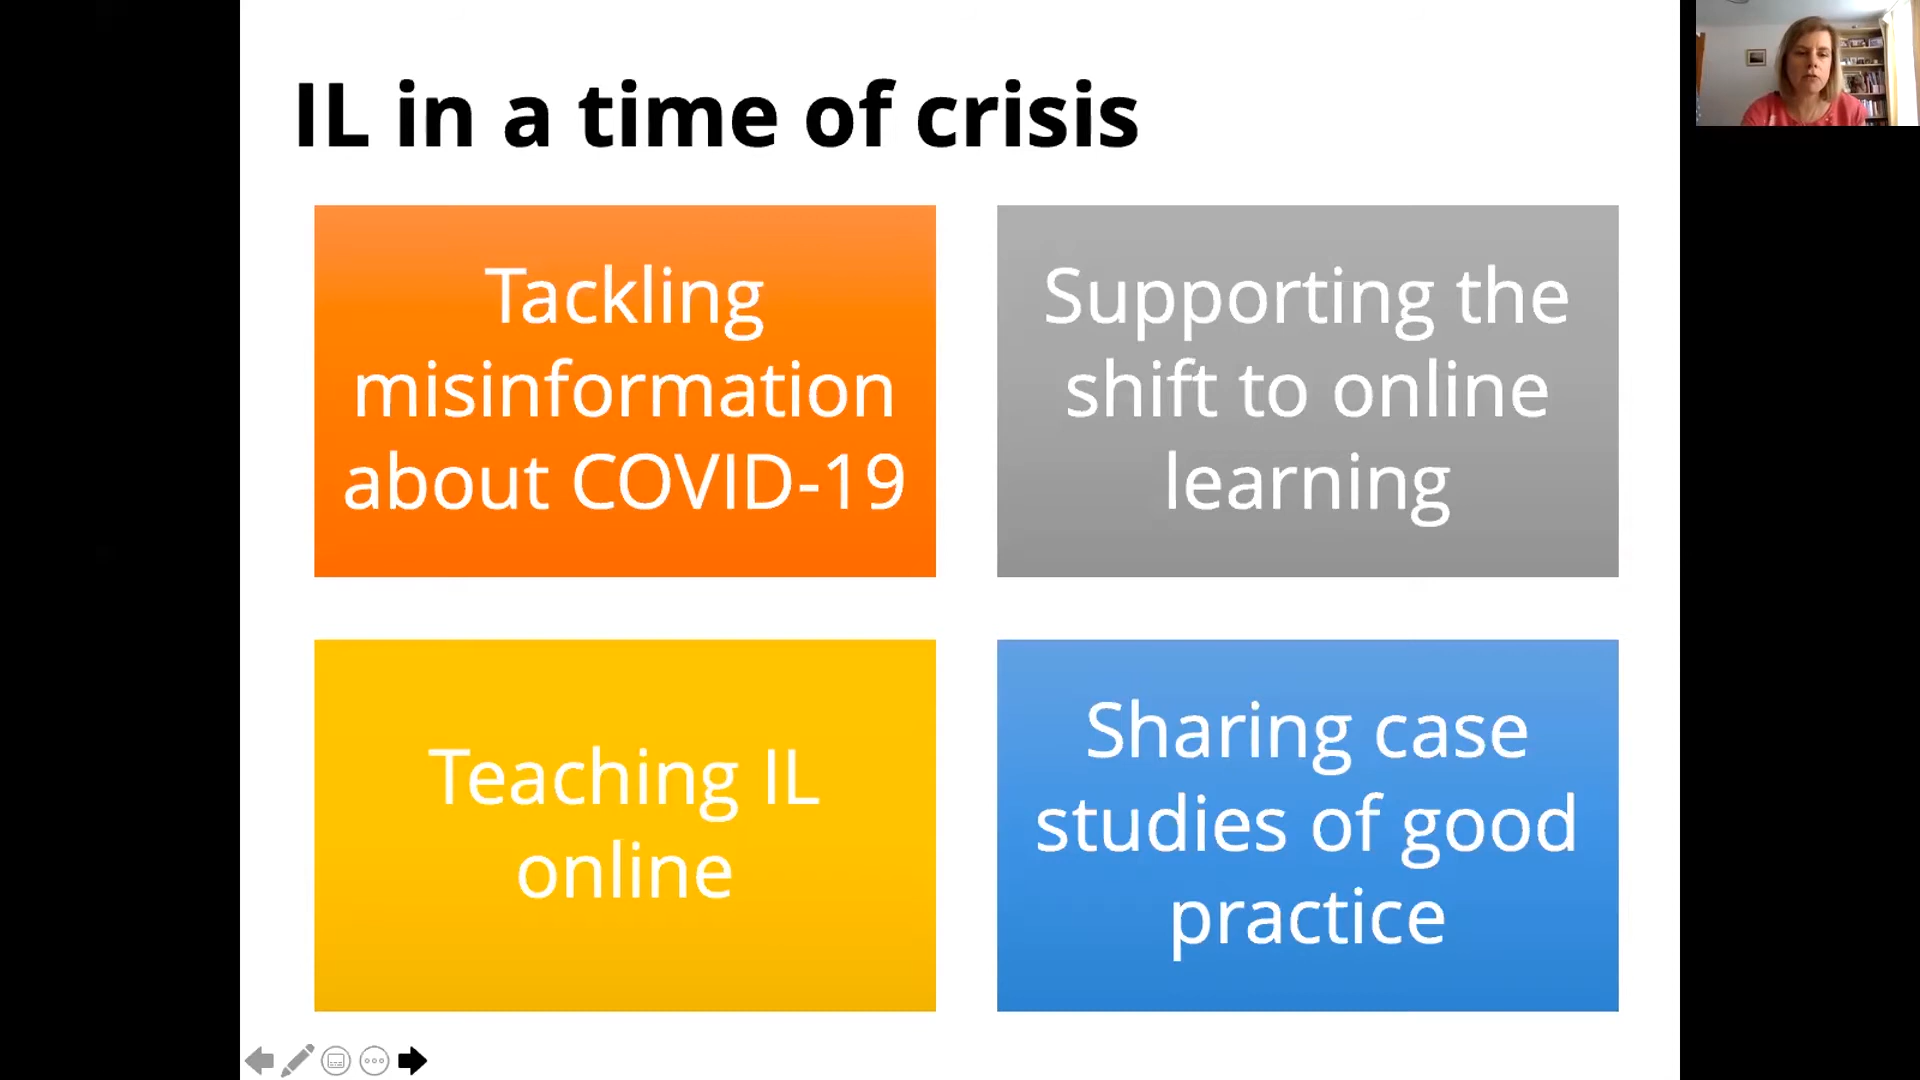 IL in a time of crisis
Tackling
misinformation
about COVID-19
Supporting the
shift to online
learning
Teaching IL
online
Sharing case
studies of good
practice